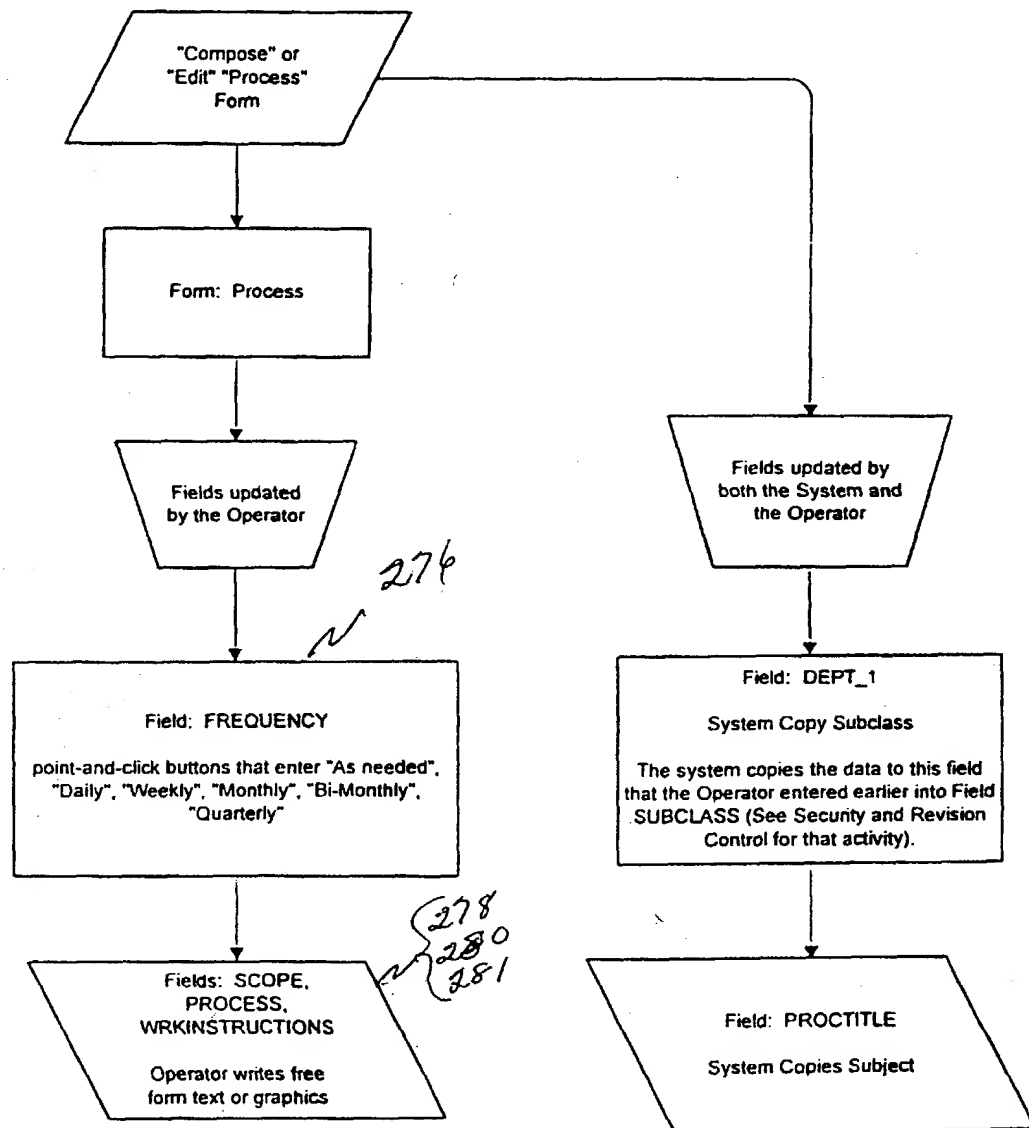 "Compose" or
"Edit" "Process"
Form
Form: Process
Fields updated
by the Operator
Fields updated by
both the System and
the Operator
276
Field: FREQUENCY
point-and-click buttons that enter "As needed",
"Daily", "Weekly", "Monthly", "Bi-Monthly",
"Quarterly"
Field: DEPT_1
System Copy Subclass
The system copies the data to this field
that the Operator entered earlier into Field
SUBCLASS (See Security and Revision
Control for that activity).
278
280
281
Fields: SCOPE,
PROCESS,
WRKINSTRUCTIONS
Operator writes free
form text or graphics
Field: PROCTITLE
System Copies Subject